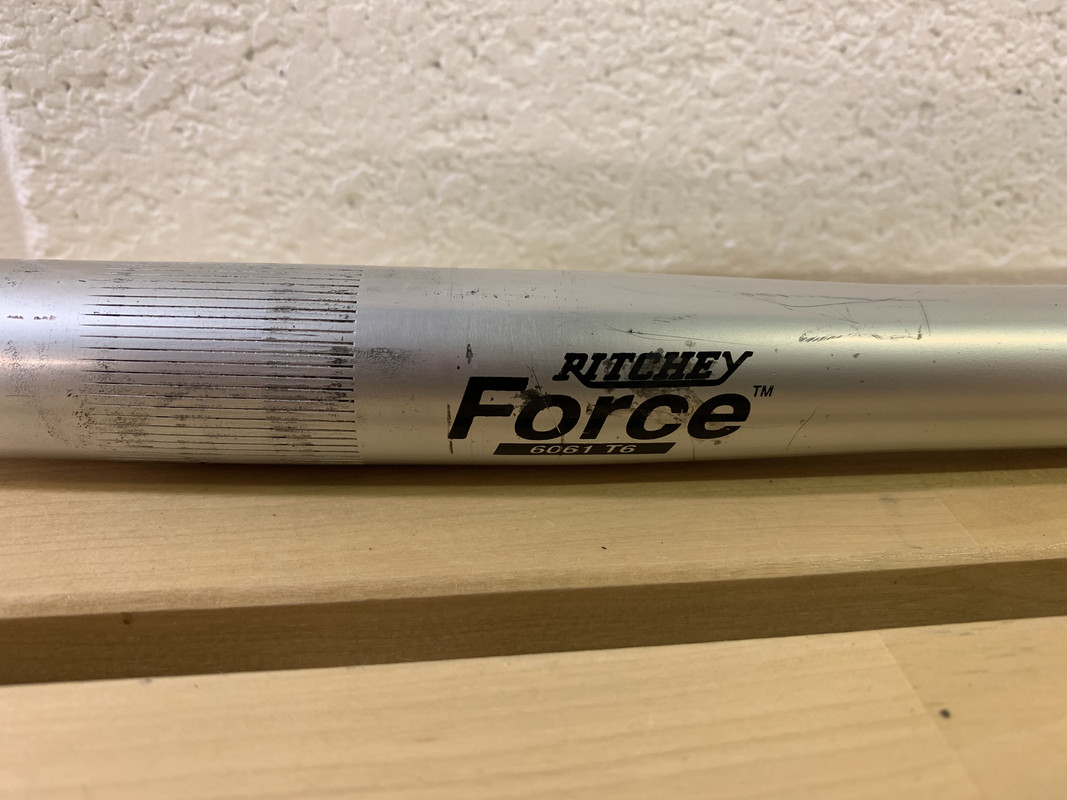 RITCHEY
Force™
6061 T6